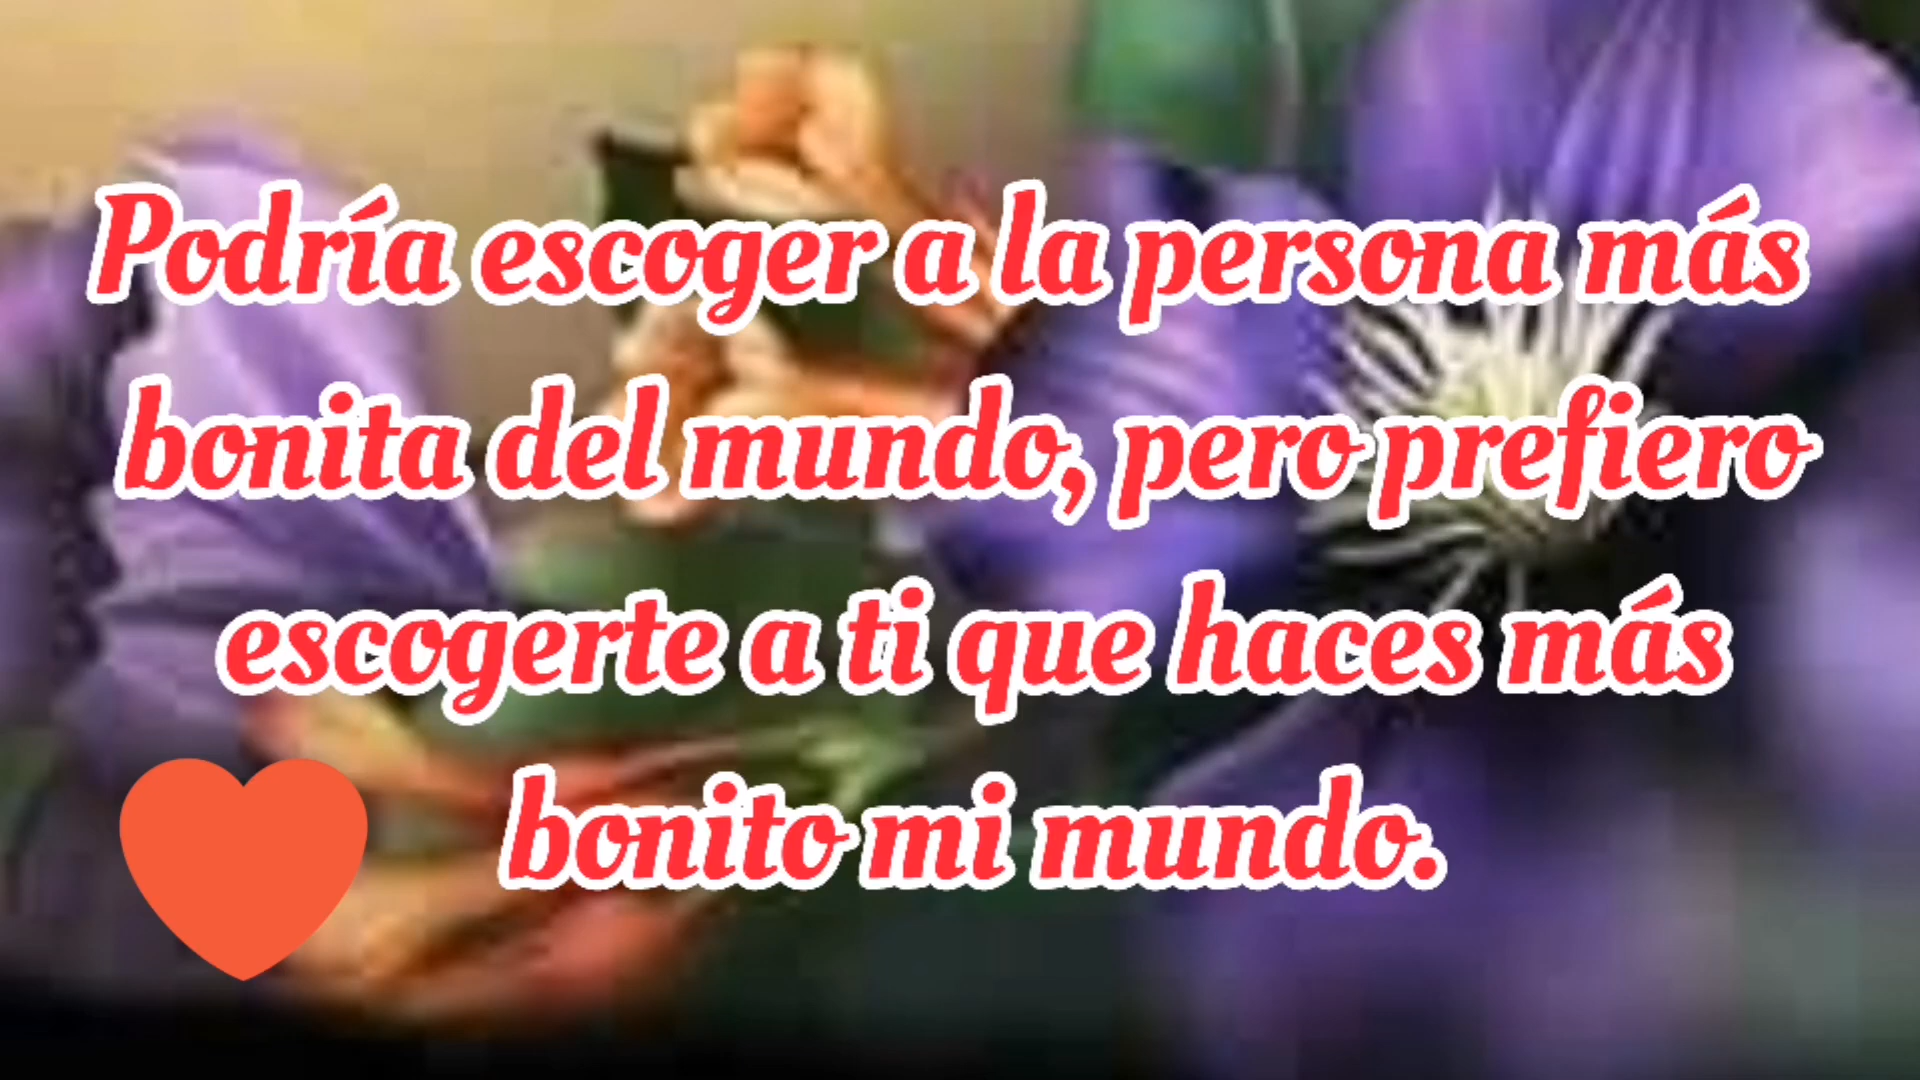 Podría escoger a la persona más
bonita del mundo, pero prefiero
escogerte a ti que haces más
bonito mi mundo.